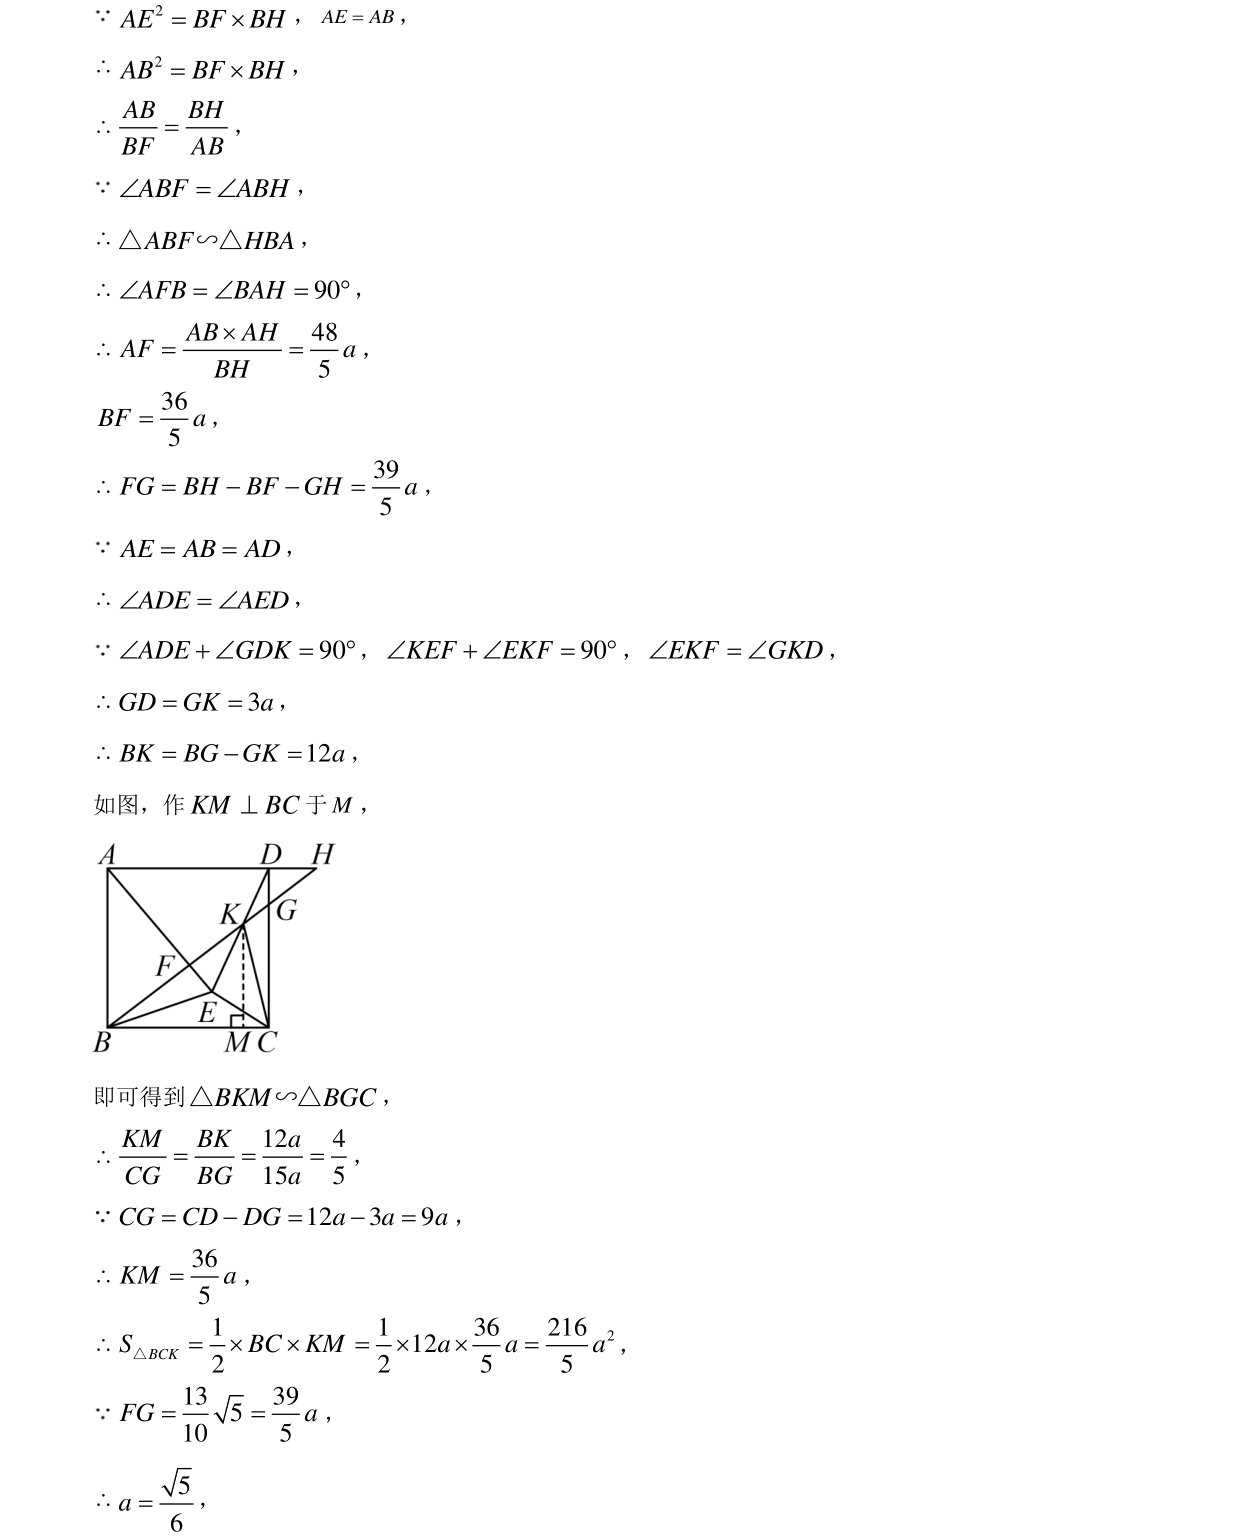 ∵ AE² = BF × BH， AE = AB，
∴ AB² = BF × BH，
∴ AB/BF = BH/AB，
∵ ∠ABF = ∠ABH，
∴ △ABF∽△HBA，
∴ ∠AFB = ∠BAH = 90°，
∴ AF = (AB × AH)/BH = 48/5 a，
BF = 36/5 a，
∴ FG = BH − BF − GH = 39/5 a，
∵ AE = AB = AD，
∴ ∠ADE = ∠AED，
∵ ∠ADE + ∠GDK = 90°， ∠KEF + ∠EKF = 90°， ∠EKF = ∠GKD，
∴ GD = GK = 3a，
∴ BK = BG − GK = 12a，
如图，作 KM ⊥ BC 于 M，
A D H
K G
F
E
B M C
即可得到 △BKM∽△BGC，
∴ KM/CG = BK/BG = 12a/15a = 4/5，
∵ CG = CD − DG = 12a − 3a = 9a，
∴ KM = 36/5 a，
∴ S△BCK = 1/2 × BC × KM = 1/2 × 12a × 36/5 a = 216/5 a²，
∵ FG = 13/10 √5 = 39/5 a，
∴ a = √5/6，